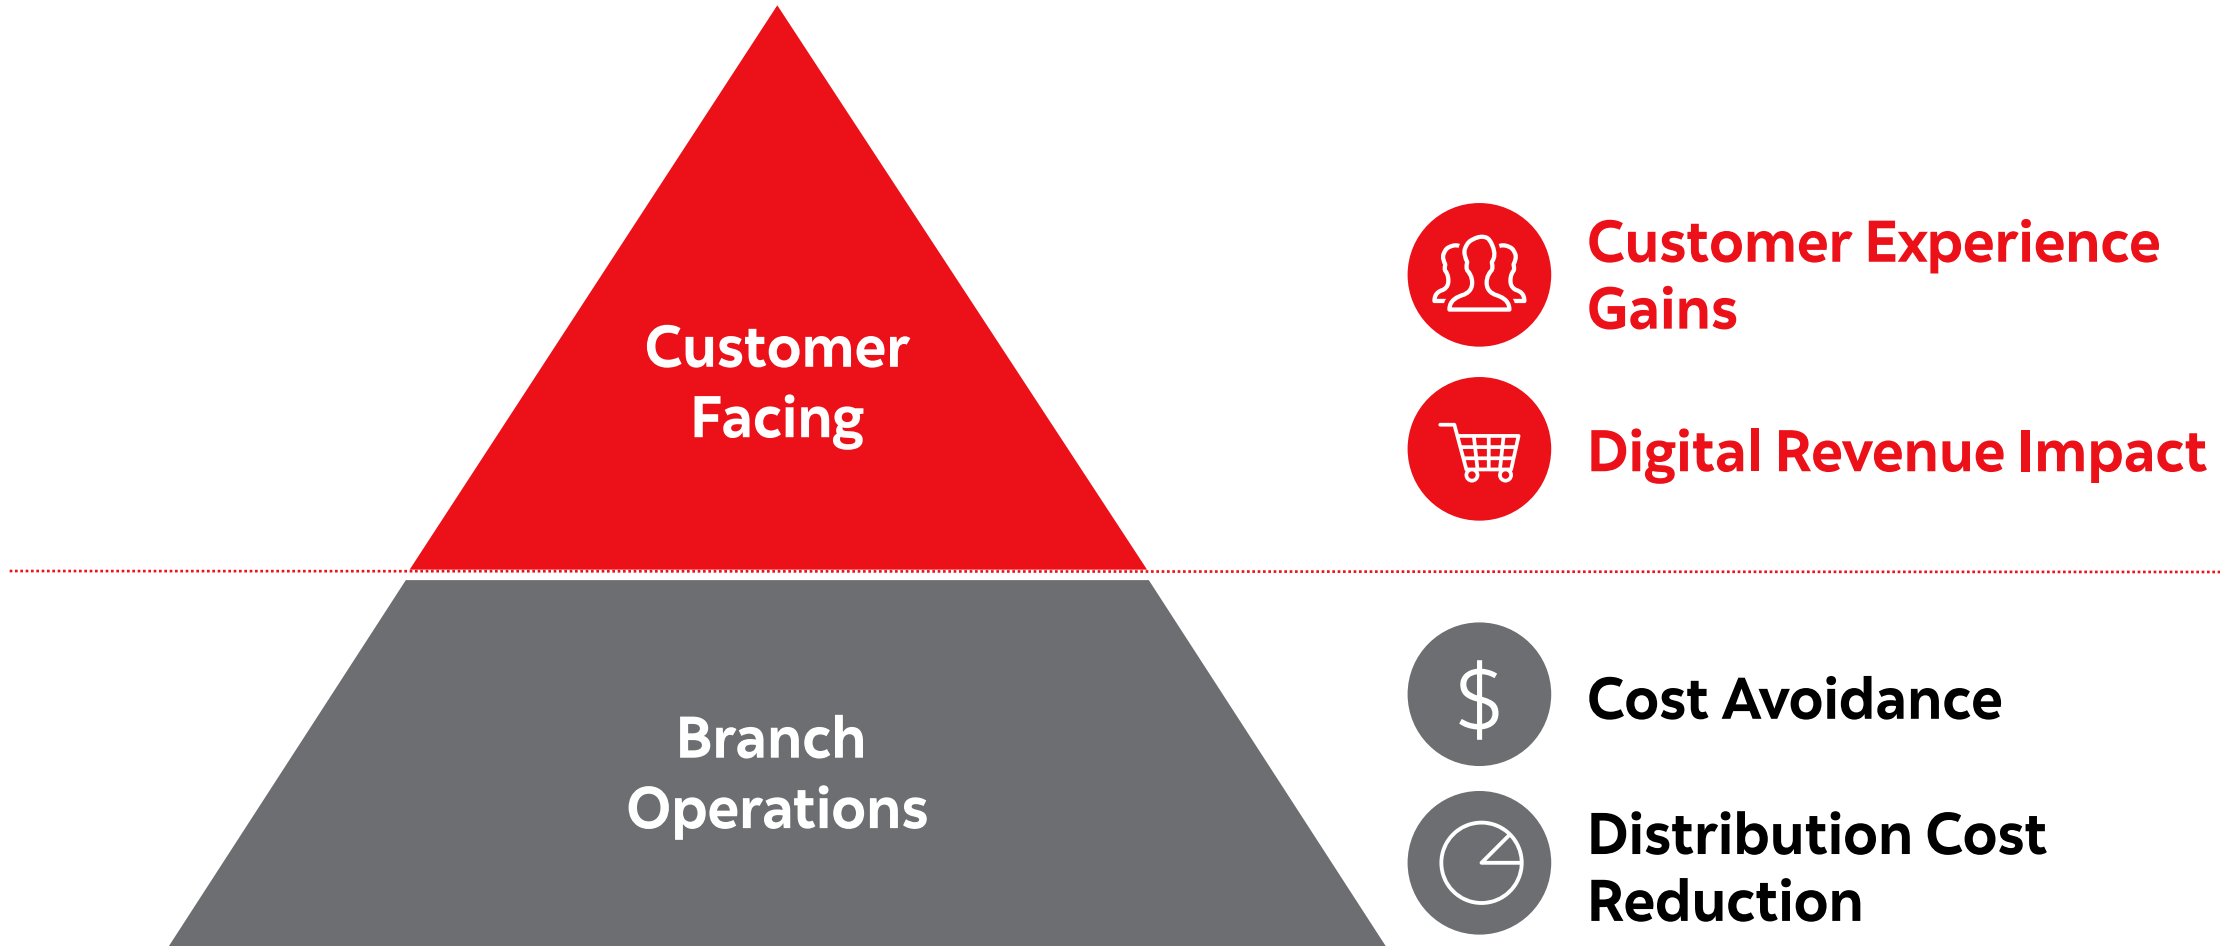 Customer
Facing
Customer Experience
Gains
Digital Revenue Impact
Branch
Operations
$
Cost Avoidance
Distribution Cost
Reduction